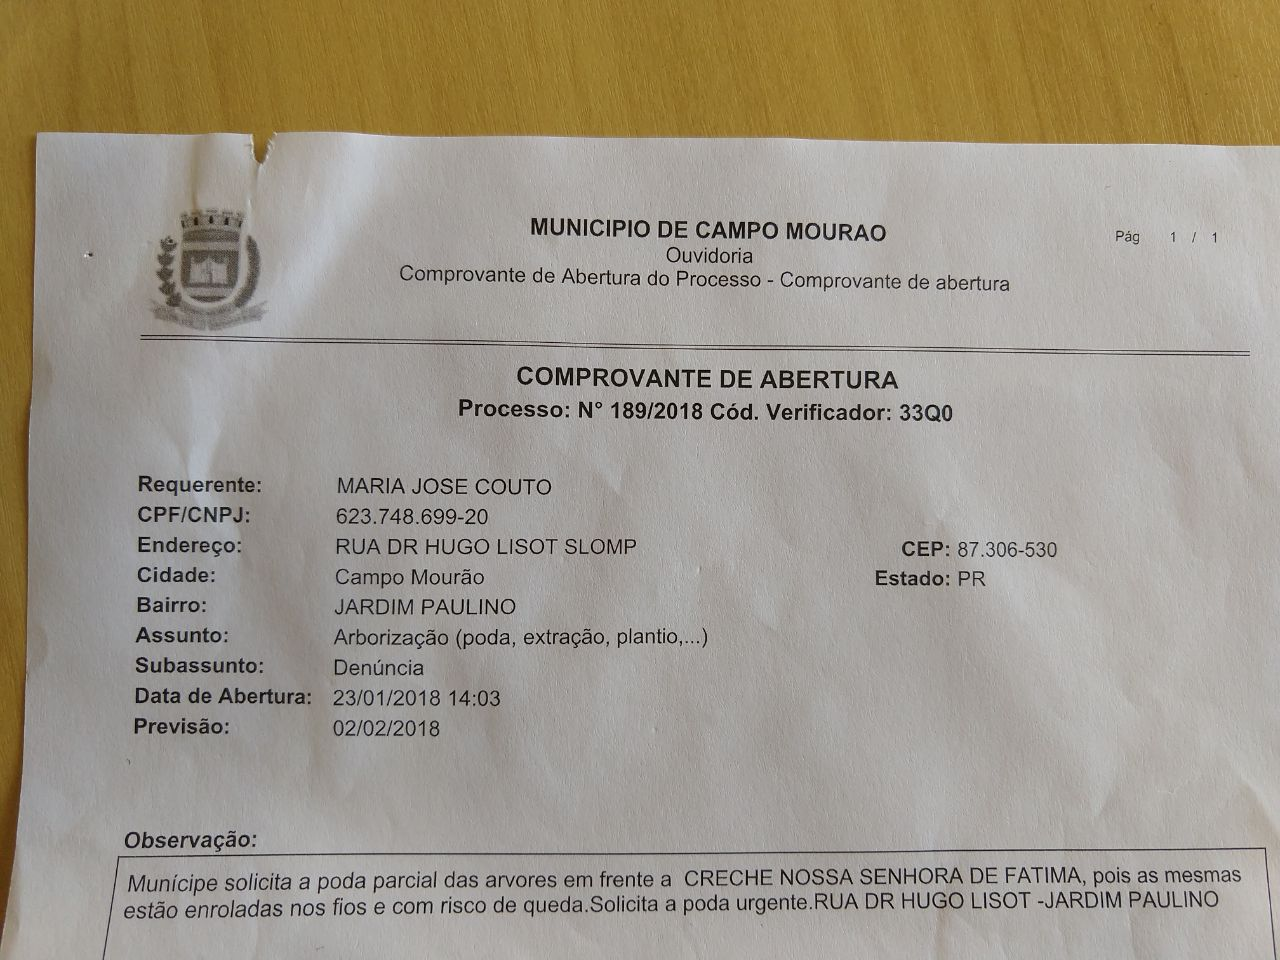 MUNICIPIO DE CAMPO MOURAO
Ouvidoria
Comprovante de Abertura do Processo - Comprovante de abertura
Pág 1 / 1
COMPROVANTE DE ABERTURA
Processo: N° 189/2018 Cód. Verificador: 33Q0
Requerente: MARIA JOSE COUTO
CPF/CNPJ: 623.748.699-20
Endereço: RUA DR HUGO LISOT SLOMP CEP: 87.306-530
Cidade: Campo Mourão Estado: PR
Bairro: JARDIM PAULINO
Assunto: Arborização (poda, extração, plantio,...)
Subassunto: Denúncia
Data de Abertura: 23/01/2018 14:03
Previsão: 02/02/2018
Observação:
Munícipe solicita a poda parcial das arvores em frente a CRECHE NOSSA SENHORA DE FATIMA, pois as mesmas
estão enroladas nos fios e com risco de queda.Solicita a poda urgente.RUA DR HUGO LISOT -JARDIM PAULINO